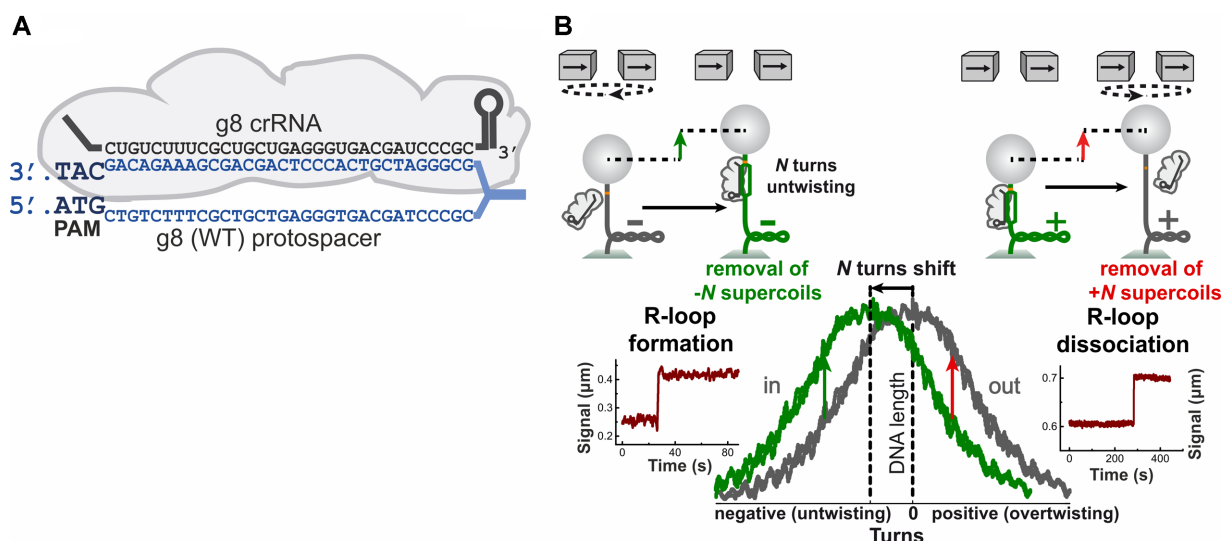 A
g8 crRNA
CUGUCUUUCGCUGCUGAGGGUGACGAUCCCGC
3′
3′..TAC GACAGAAAGCGACGACTCCCACTGCTAGGGCG
5′..ATG CTGTCTTTCGCTGCTGAGGGTGACGATCCCGC
PAM
g8 (WT) protospacer
B
N turns
untwisting
−
−
+
+
removal of
-N supercoils
N turns shift
removal of
+N supercoils
R-loop
formation
R-loop
dissociation
Signal (µm)
0.4
0.3
0.2
0
40
80
Time (s)
in
DNA length
out
0.7
0.6
Signal (µm)
0
200
400
Time (s)
negative (untwisting)
0
positive (overtwisting)
Turns